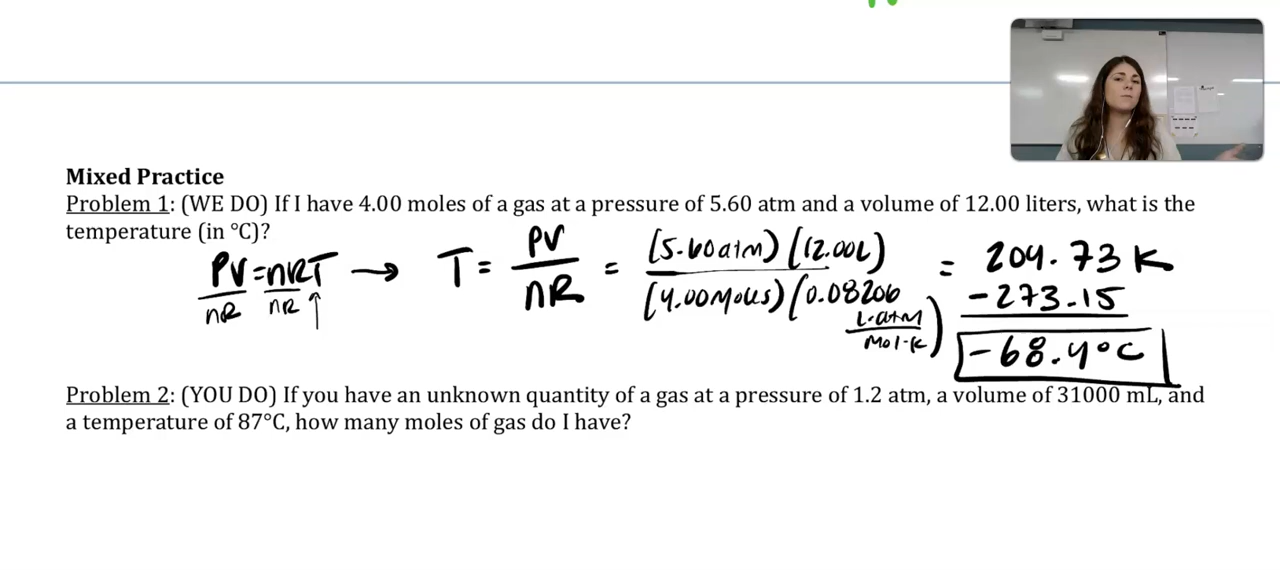 Mixed Practice
Problem 1: (WE DO) If I have 4.00 moles of a gas at a pressure of 5.60 atm and a volume of 12.00 liters, what is the
temperature (in °C)?
PV = nRT → T = PV / nR = (5.60 atm) (12.00L) / (4.00 moles) (0.08206 L·atm / mol·K) = 204.73 K
nR nR ↑
-273.15
-68.4°C
Problem 2: (YOU DO) If you have an unknown quantity of a gas at a pressure of 1.2 atm, a volume of 31000 mL, and
a temperature of 87°C, how many moles of gas do I have?